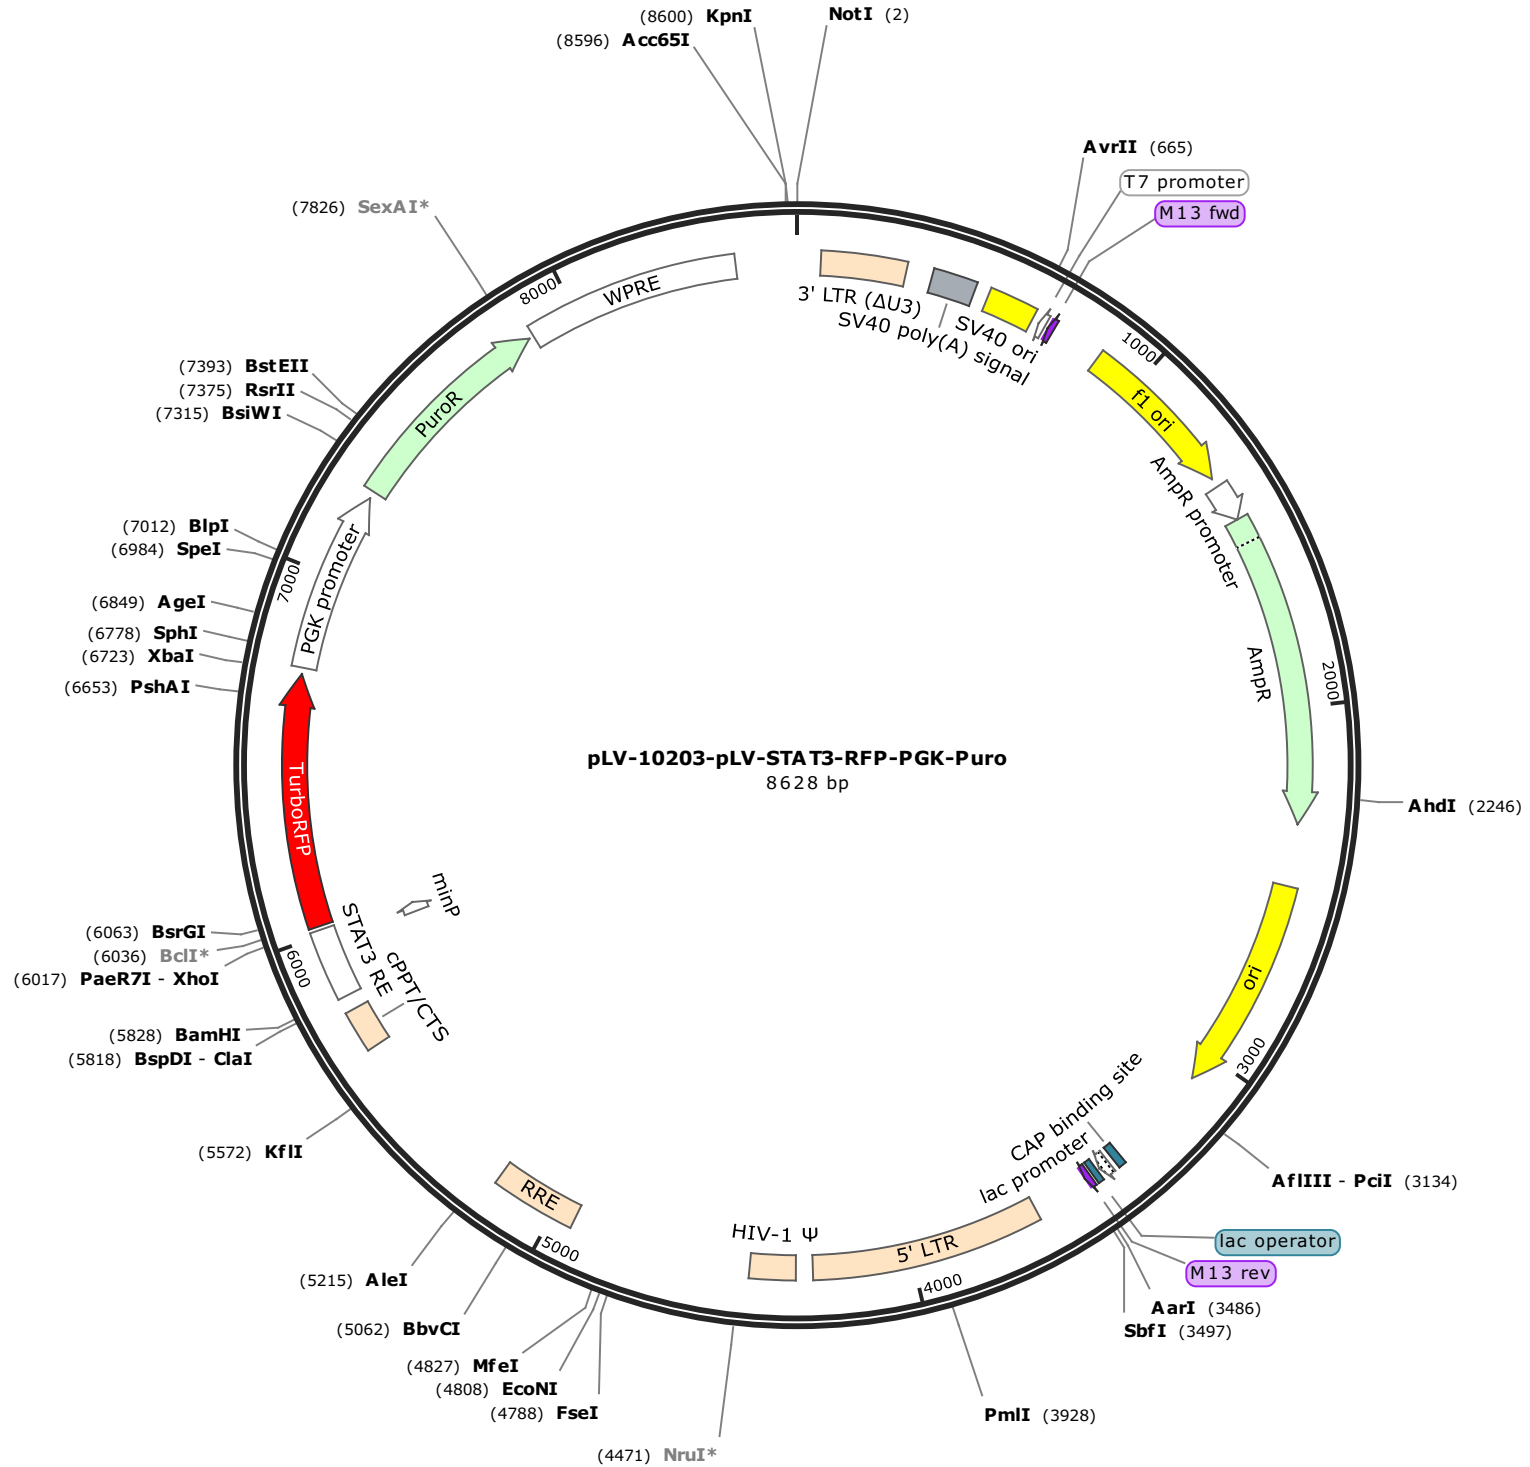 (8600) KpnI
NotI (2)
(8596) Acc65I
AvrII (665)
T7 promoter
M13 fwd
(7826) SexAI*
8000
WPRE
3' LTR (ΔU3)
SV40 poly(A) signal
SV40 ori
1000
f1 ori
(7393) BstEII
(7375) RsrII
(7315) BsiWI
PuroR
AmpR promoter
(7012) BlpI
(6984) SpeI
7000
PGK promoter
(6849) AgeI
(6778) SphI
(6723) XbaI
(6653) PshAI
AmpR
2000
pLV-10203-pLV-STAT3-RFP-PGK-Puro
8628 bp
TurboRFP
AhdI (2246)
minP
STAT3 RE
cPPT/CTS
(6063) BsrGI
(6036) BclI*
(6017) PaeR7I - XhoI
6000
ori
(5828) BamHI
(5818) BspDI - ClaI
3000
CAP binding site
lac promoter
(5572) KflI
AflIII - PciI (3134)
RRE
HIV-1 Ψ
5' LTR
lac operator
M13 rev
5000
4000
(5215) AleI
AarI (3486)
SbfI (3497)
(5062) BbvCI
(4827) MfeI
(4808) EcoNI
(4788) FseI
PmlI (3928)
(4471) NruI*